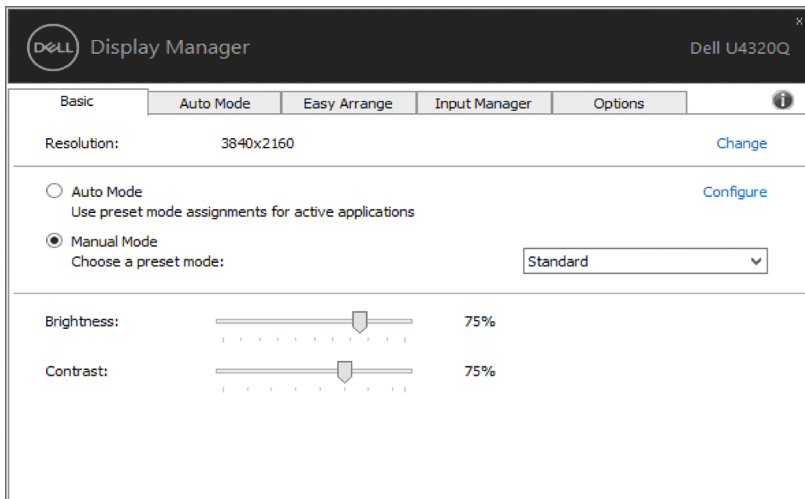 DELL Display Manager Dell U4320Q
x
Basic Auto Mode Easy Arrange Input Manager Options i
Resolution: 3840x2160 Change
Auto Mode Configure
Use preset mode assignments for active applications
Manual Mode
Choose a preset mode: Standard
Brightness: 75%
Contrast: 75%